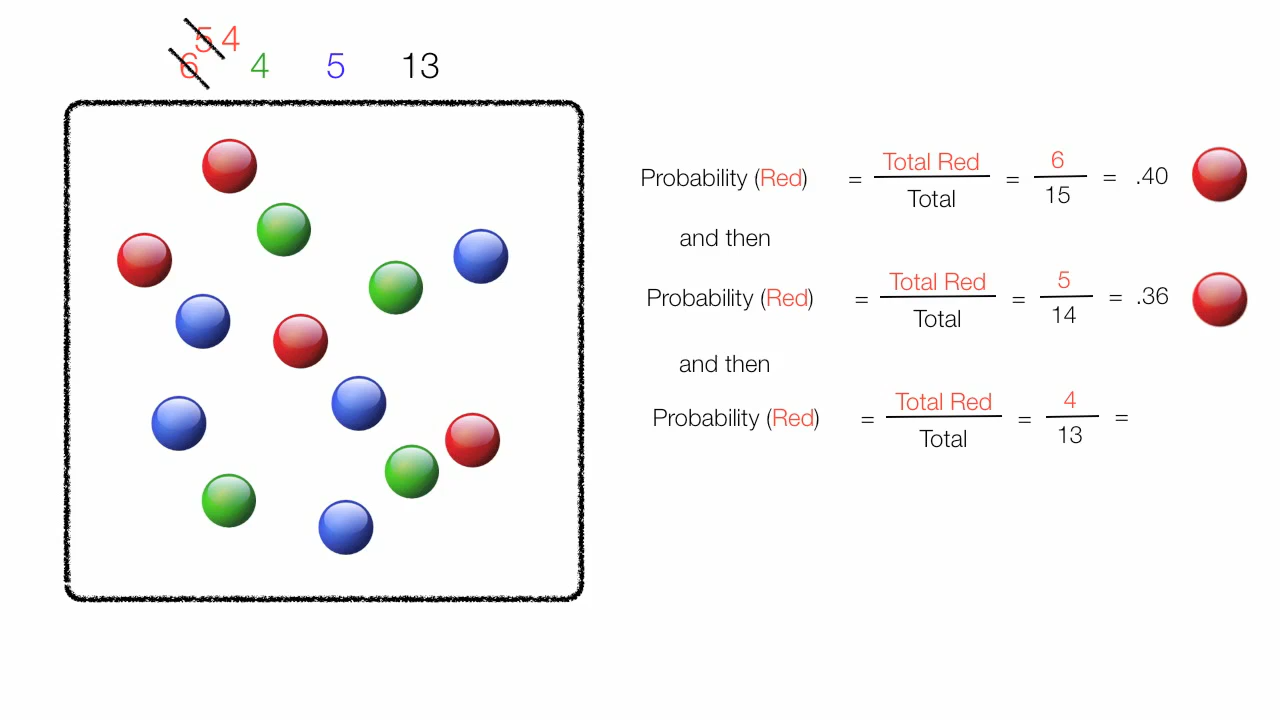 5 4
6 4 5 13
Probability (Red) = Total Red / Total = 6 / 15 = .40
and then
Probability (Red) = Total Red / Total = 5 / 14 = .36
and then
Probability (Red) = Total Red / Total = 4 / 13 =